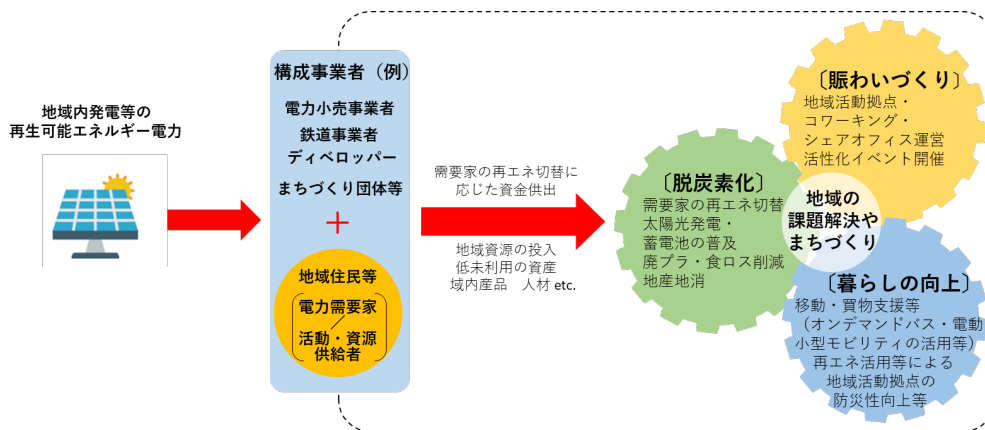 地域内発電等の
再生可能エネルギー電力
構成事業者（例）
電力小売事業者
鉄道事業者
ディベロッパー
まちづくり団体等
＋
地域住民等
電力需要家
／
活動・資源
供給者
需要家の再エネ切替に
応じた資金供出
地域資源の投入
低未利用の資産
域内産品　人材 etc.
〔脱炭素化〕
需要家の再エネ切替
太陽光発電・
蓄電池の普及
廃プラ・食ロス削減
地産地消
〔賑わいづくり〕
地域活動拠点・
コワーキング・
シェアオフィス運営
活性化イベント開催
地域の
課題解決や
まちづくり
〔暮らしの向上〕
移動・買物支援等
（オンデマンドバス・電動
小型モビリティの活用等）
再エネ活用等による
地域活動拠点の
防災性向上等